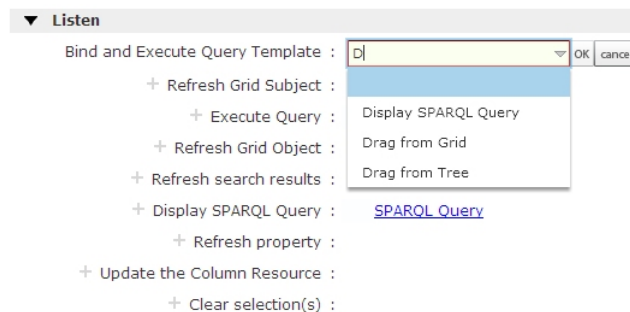 ▼ Listen
Bind and Execute Query Template : D OK cance
+ Refresh Grid Subject :
+ Execute Query : Display SPARQL Query
+ Refresh Grid Object : Drag from Grid
+ Refresh search results : Drag from Tree
+ Display SPARQL Query : SPARQL Query
+ Refresh property :
+ Update the Column Resource :
+ Clear selection(s) :